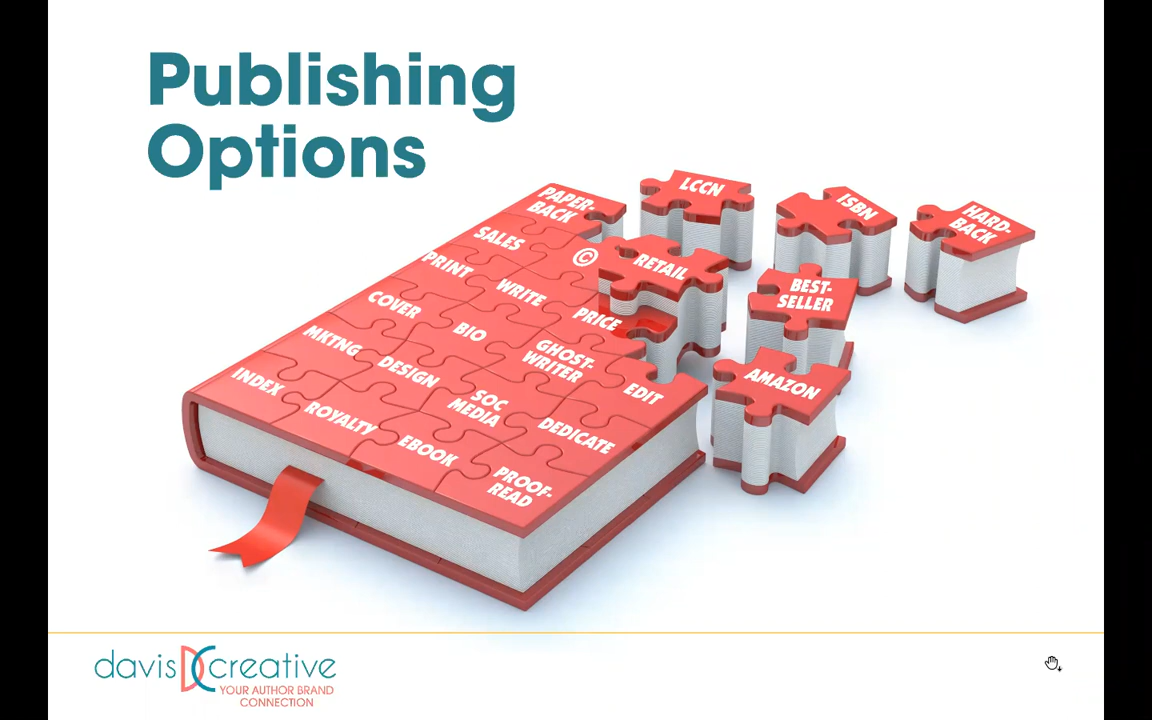 Publishing
Options
PAPER-
BACK
LCCN
ISBN
HARD-
BACK
SALES
©
RETAIL
PRINT
WRITE
BEST-
SELLER
COVER
BIO
PRICE
MKTNG
DESIGN
GHOST-
WRITER
EDIT
AMAZON
INDEX
ROYALTY
SOC
MEDIA
DEDICATE
EBOOK
PROOF-
READ
davis DC creative
YOUR AUTHOR BRAND
CONNECTION